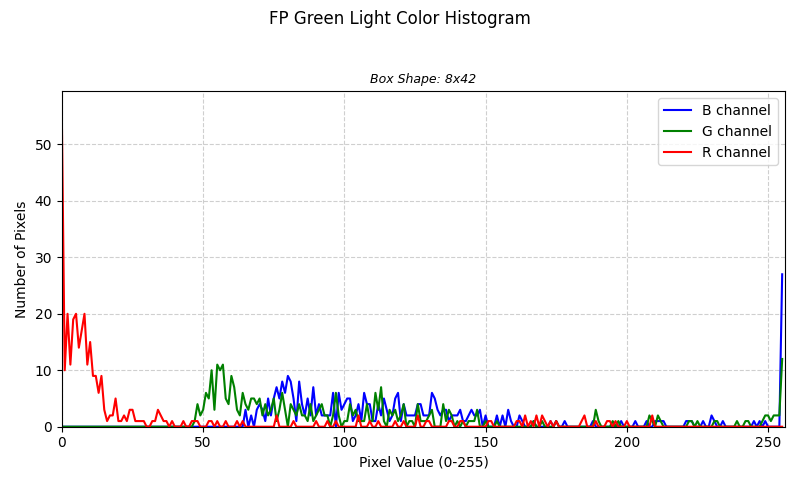 FP Green Light Color Histogram
Box Shape: 8x42
B channel
G channel
R channel
Number of Pixels
50
40
30
20
10
0
0 50 100 150 200 250
Pixel Value (0-255)